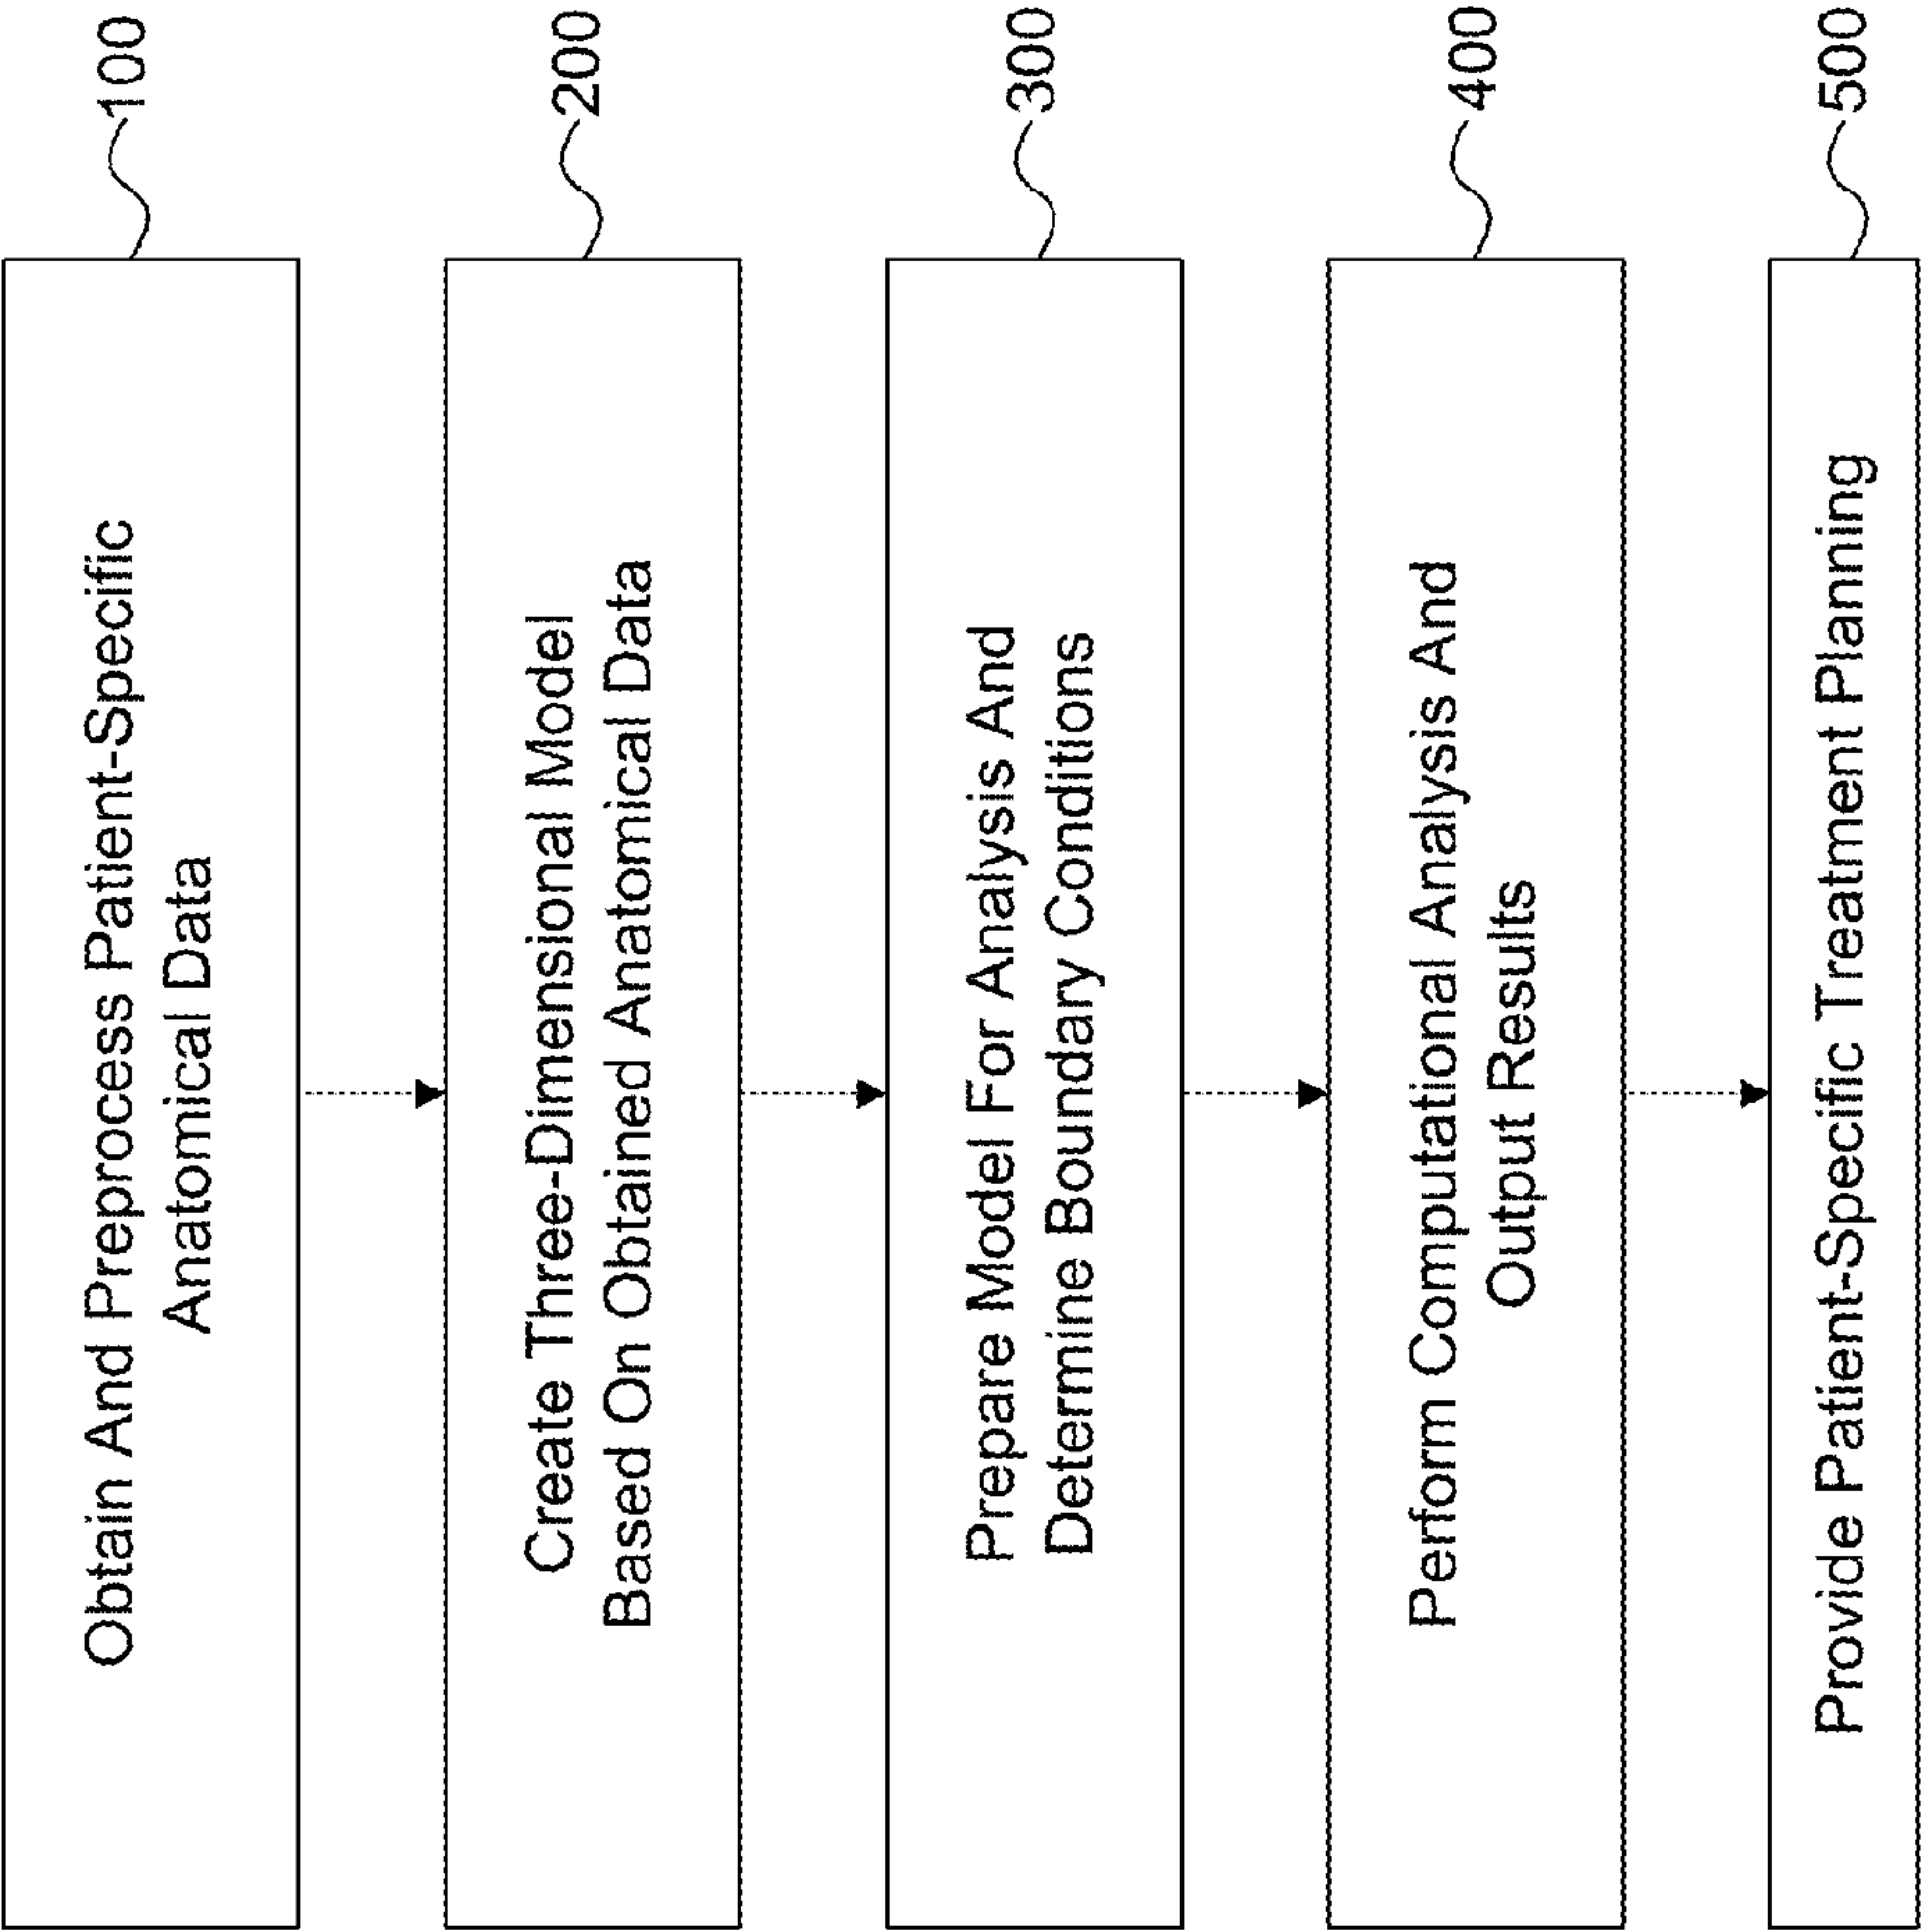 Obtain And Preprocess Patient-Specific
Anatomical Data
100
Create Three-Dimensional Model
Based On Obtained Anatomical Data
200
Prepare Model For Analysis And
Determine Boundary Conditions
300
Perform Computational Analysis And
Output Results
400
Provide Patient-Specific Treatment Planning
500